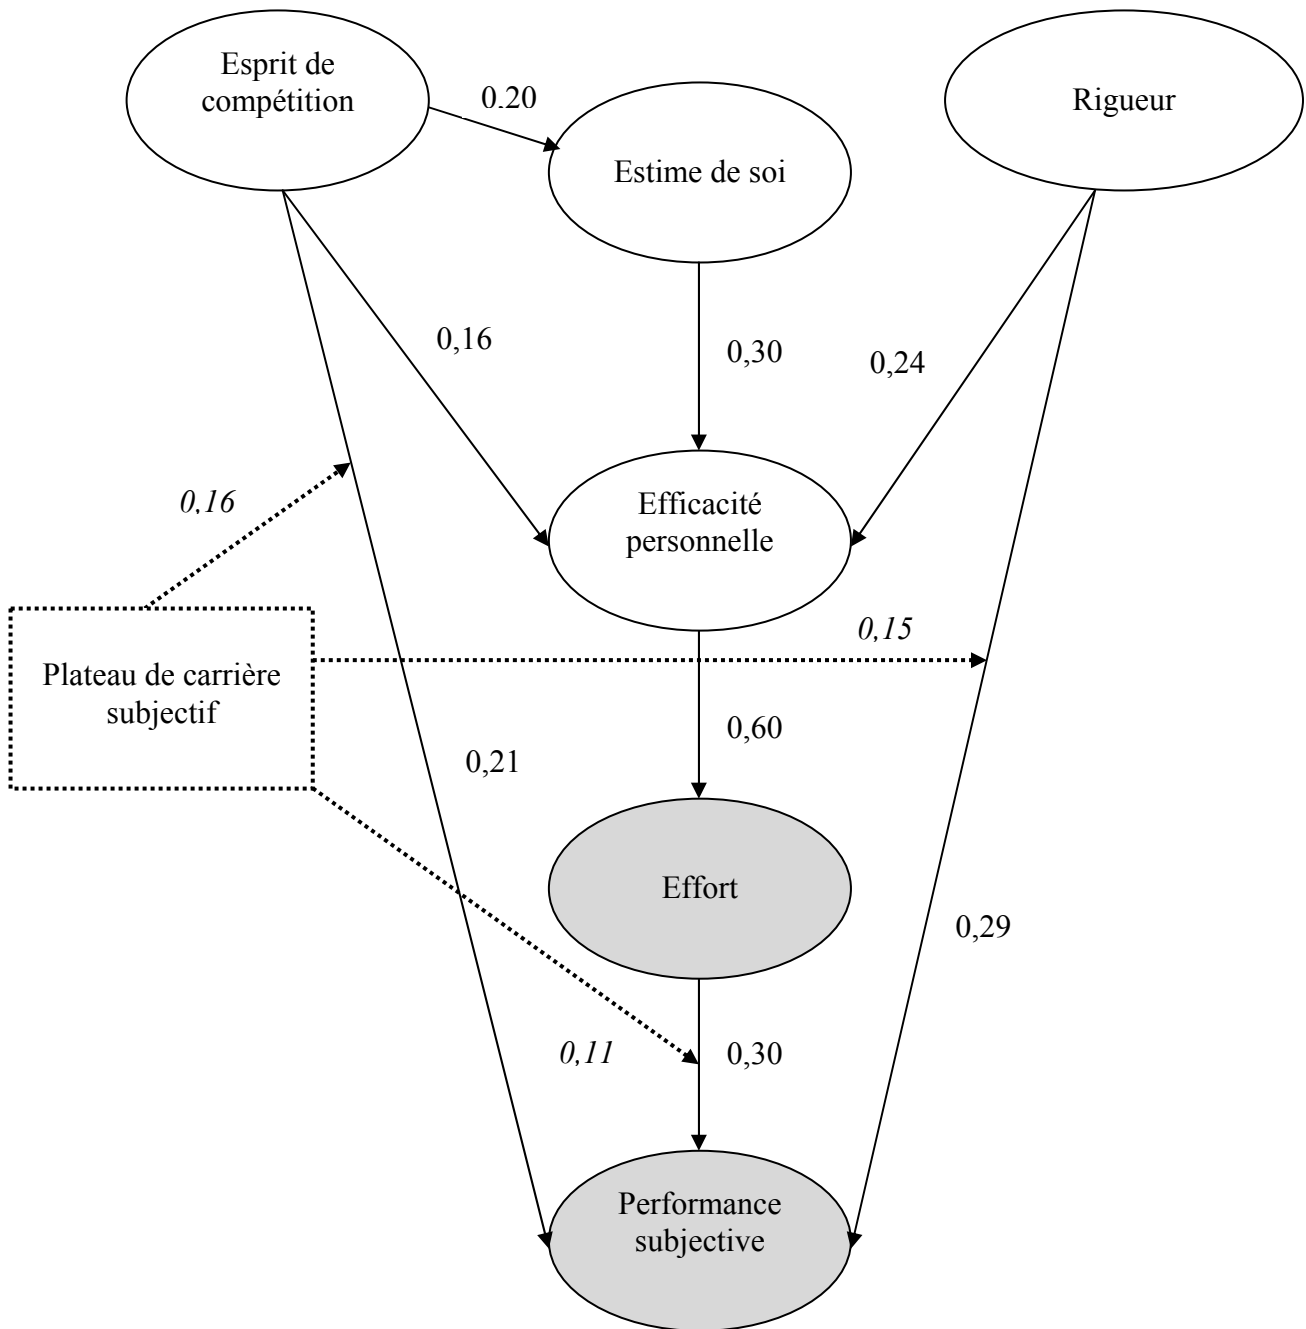 Esprit de
compétition
0,20
Estime de soi
Rigueur
0,16
0,30
0,24
0,16
Efficacité
personnelle
0,15
Plateau de carrière
subjectif
0,60
0,21
Effort
0,29
0,11
0,30
Performance
subjective